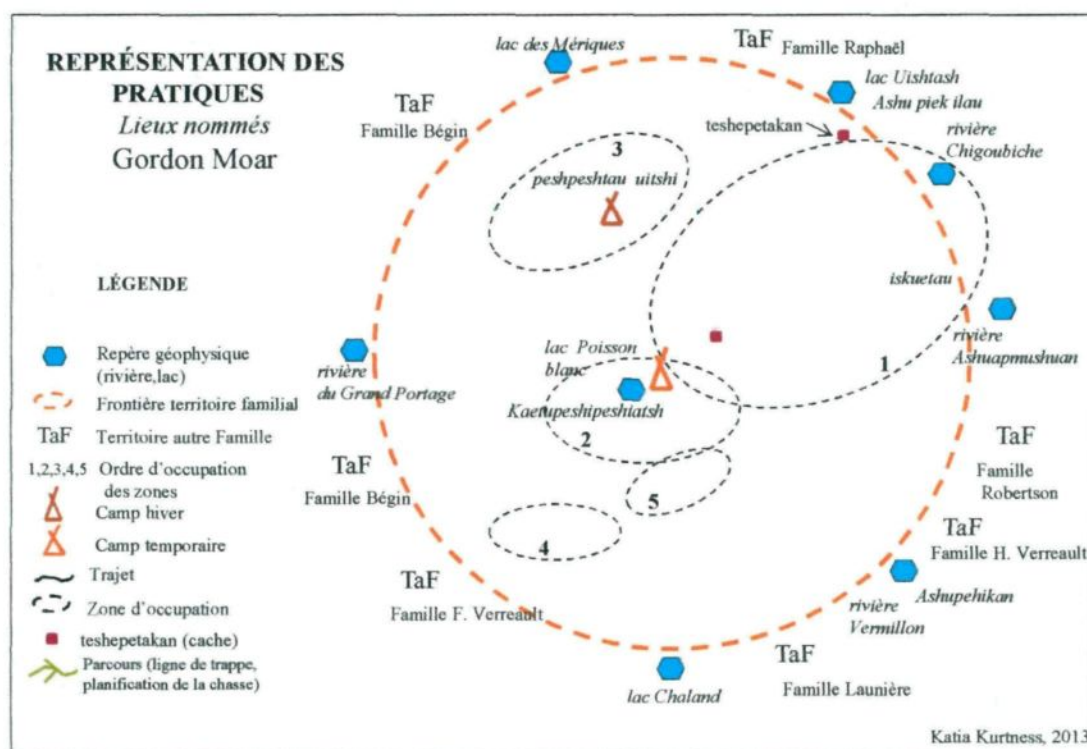 REPRÉSENTATION DES
PRATIQUES
Lieux nommés
Gordon Moar
LÉGENDE
Repère géophysique
(rivière,lac)
Frontière territoire familial
TaF Territoire autre Famille
1,2,3,4,5 Ordre d'occupation
des zones
Camp hiver
Camp temporaire
Trajet
Zone d'occupation
teshepetakan (cache)
Parcours (ligne de trappe,
planification de la chasse)
lac des Mériques
TaF Famille Raphaël
lac Uishtash
Ashu piek ilau
teshepetakan
rivière
Chigoubiche
TaF
Famille Bégin
3
peshpeshtau uitshi
iskuetau
rivière
Ashuapmushuan
1
lac Poisson
blanc
Kaetupeshipeshiatsh
2
rivière
du Grand Portage
TaF
Famille Bégin
5
4
TaF
Famille
Robertson
TaF
Famille H. Verreault
Ashupehikan
rivière
Vermillon
TaF
Famille F. Verreault
TaF
Famille Launière
lac Chaland
Katia Kurtness, 2013